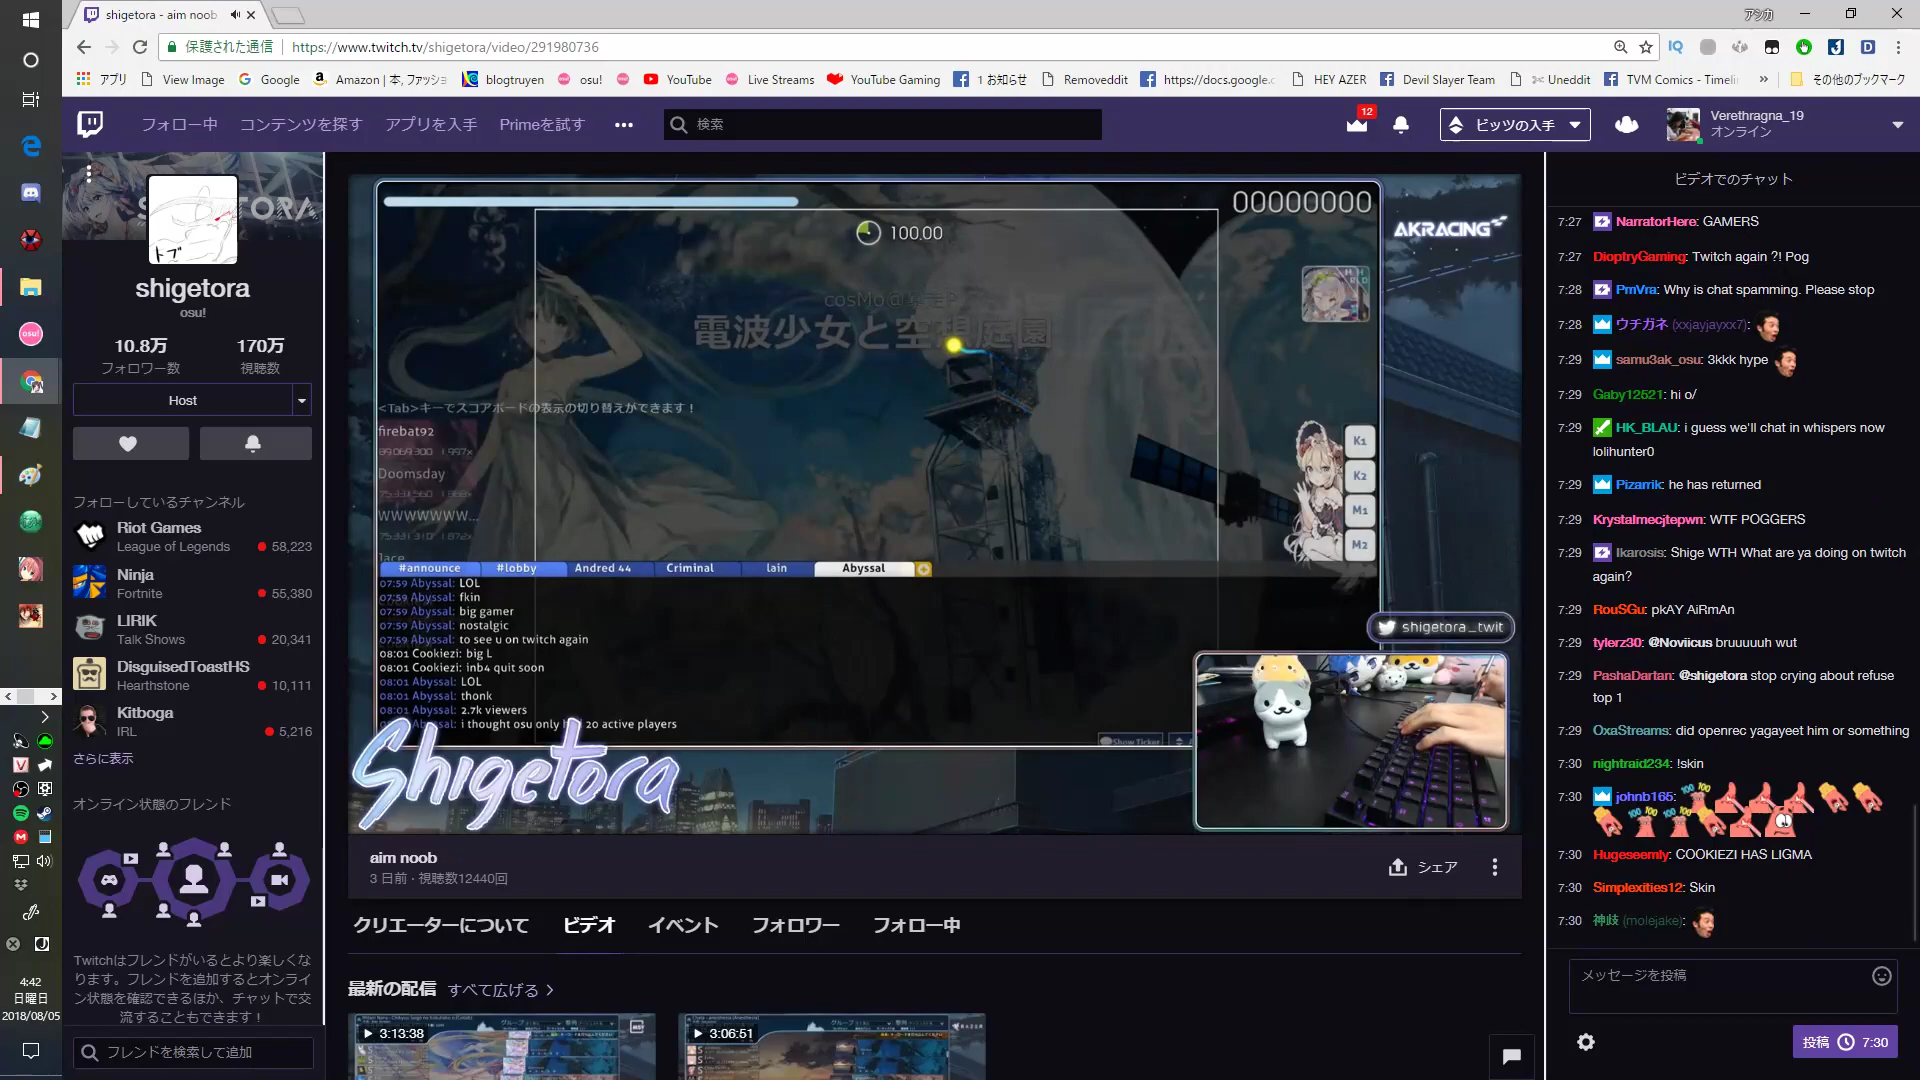 shigetora - aim noob
アンカ
保護された通信
https://www.twitch.tv/shigetora/video/291980736
アプリ
View Image
Google
Amazon | 本, ファッショ
blogtruyen
osu!
YouTube
Live Streams
YouTube Gaming
1 お知らせ
Removeddit
https://docs.google.c
HEY AZER
Devil Slayer Team
Uneddit
TVM Comics - Timeli
その他のブックマーク
フォロー中
コンテンツを探す
アプリを入手
Primeを試す
検索
12
ビッツの入手
Verethragna_19
オンライン
トブ
shigetora
osu!
10.8万
170万
フォロワー数
視聴数
Host
フォローしているチャンネル
Riot Games
League of Legends
58,223
Ninja
Fortnite
55,380
LIRIK
Talk Shows
20,341
DisguisedToastHS
Hearthstone
10,111
Kitboga
IRL
5,216
さらに表示
オンライン状態のフレンド
Twitchはフレンドがいるとより楽しくな
ります。フレンドを追加するとオンライ
ン状態を確認できるほか、チャットで交
流することもできます！
フレンドを検索して追加
4:42
日曜日
2018/08/05
00000000
100.00
AKRACING
<Tab>キーでスコアボードの表示の切り替えができます！
firebat92
Doomsday
WWWWWWW...
K1
K2
M1
M2
#announce
#lobby
Andred 44
Criminal
lain
Abyssal
07:59 Abyssal: LOL
07:59 Abyssal: fkin
07:59 Abyssal: big gamer
07:59 Abyssal: nostalgic
07:59 Abyssal: to see u on twitch again
08:01 Cookiezi: big L
08:01 Cookiezi: inb4 quit soon
08:01 Abyssal: LOL
08:01 Abyssal: thonk
08:01 Abyssal: 2.7k viewers
i thought osu only
20 active players
Show Ticker
shigetora_twit
Shigetora
aim noob
3 日前 · 視聴数12440回
シェア
クリエーターについて
ビデオ
イベント
フォロワー
フォロー中
最新の配信
すべて広げる
3:13:38
3:06:51
ビデオでのチャット
7:27 NarratorHere: GAMERS
7:27 DioptryGaming: Twitch again ?! Pog
7:28 PmVra: Why is chat spamming. Please stop
7:28 ウチガネ (xxjayjayxx7):
7:29 samu3ak_osu: 3kkk hype
7:29 Gaby12521: hi o/
7:29 HK_BLAU: i guess we'll chat in whispers now
lolihunter0
7:29 Pizarrik: he has returned
7:29 Krystalmecjtepwn: WTF POGGERS
7:29 Ikarosis: Shige WTH What are ya doing on twitch
again?
7:29 RouSGu: pkAY AiRmAn
7:29 tylerz30: @Noviicus bruuuuuh wut
7:29 PashaDartan: @shigetora stop crying about refuse
top 1
7:29 OxaStreams: did openrec yagayeet him or something
7:30 nightraid234: !skin
7:30 johnb165:
7:30 Hugeseemly: COOKIEZI HAS LIGMA
7:30 Simplexities12: Skin
7:30 神歧 (molejake):
メッセージを投稿
投稿 7:30